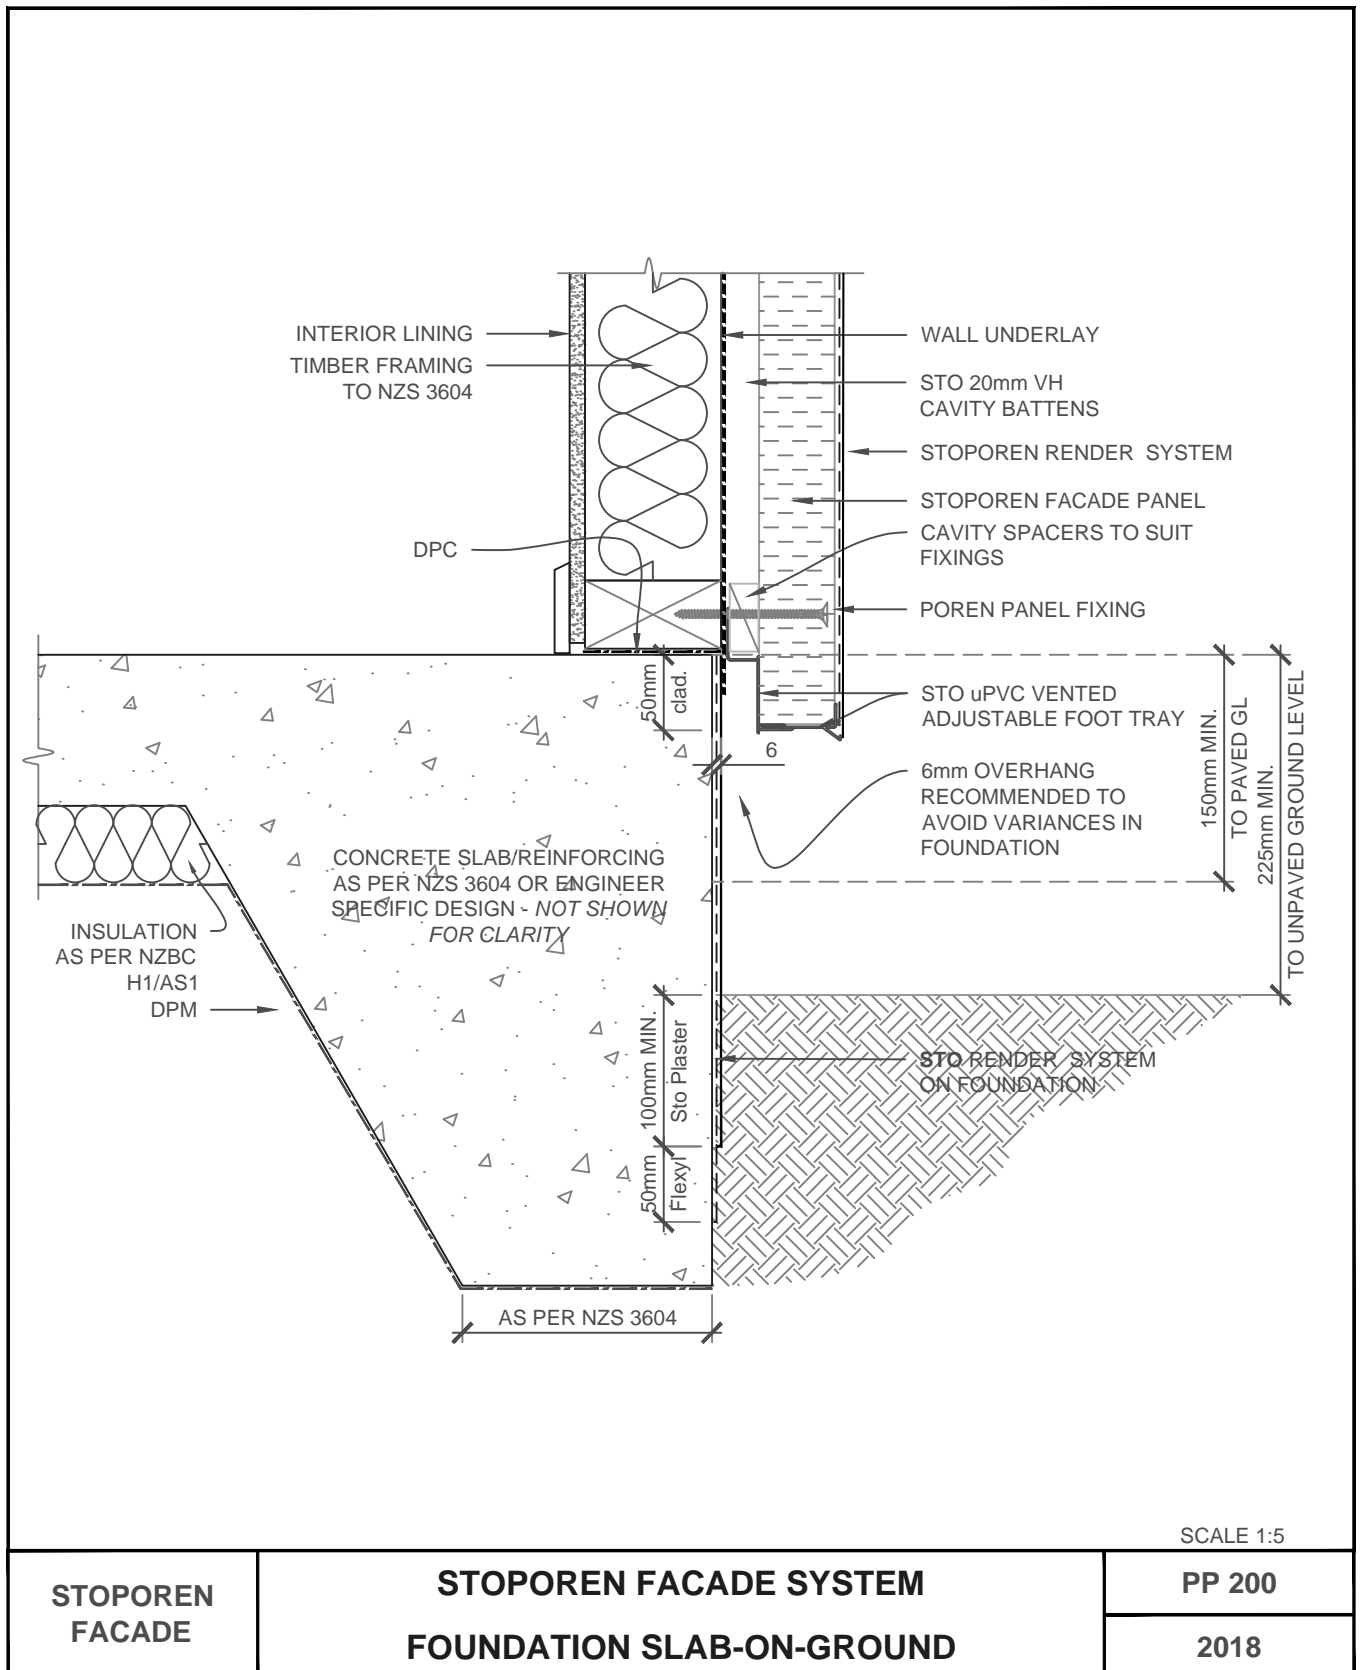 INTERIOR LINING
TIMBER FRAMING
TO NZS 3604
DPC
WALL UNDERLAY
STO 20mm VH
CAVITY BATTENS
STOPOREN RENDER SYSTEM
STOPOREN FACADE PANEL
CAVITY SPACERS TO SUIT
FIXINGS
POREN PANEL FIXING
STO uPVC VENTED
ADJUSTABLE FOOT TRAY
6mm OVERHANG
RECOMMENDED TO
AVOID VARIANCES IN
FOUNDATION
50mm
clad.
6
150mm MIN.
TO PAVED GL
225mm MIN.
TO UNPAVED GROUND LEVEL
CONCRETE SLAB/REINFORCING
AS PER NZS 3604 OR ENGINEER
SPECIFIC DESIGN - NOT SHOWN
FOR CLARITY
INSULATION
AS PER NZBC
H1/AS1
DPM
100mm MIN.
Sto Plaster
50mm
Flexyl
STO RENDER SYSTEM
ON FOUNDATION
AS PER NZS 3604
SCALE 1:5
STOPOREN
FACADE
STOPOREN FACADE SYSTEM
FOUNDATION SLAB-ON-GROUND
PP 200
2018